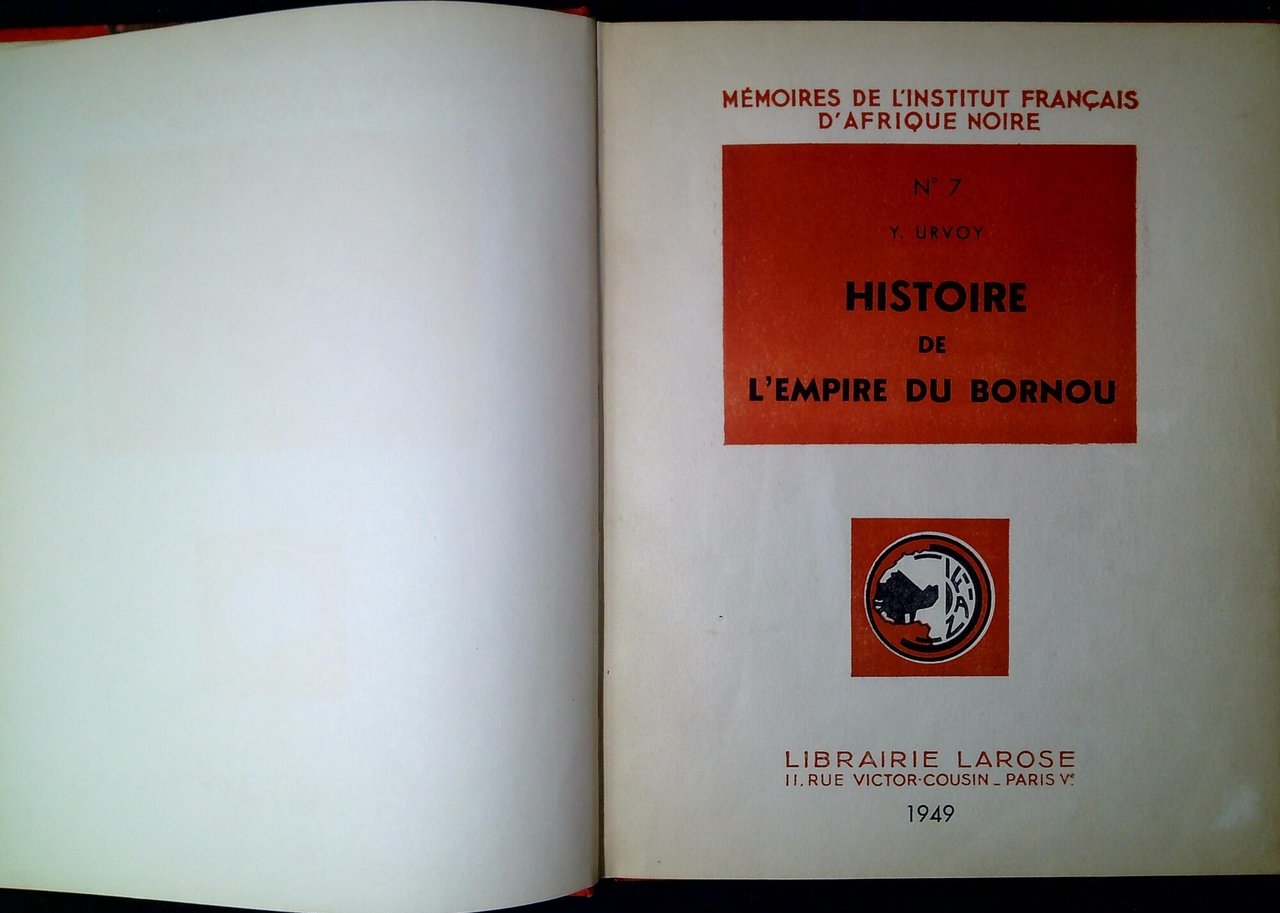 MÉMOIRES DE L'INSTITUT FRANÇAIS
D'AFRIQUE NOIRE
N° 7
Y. URVOY
HISTOIRE
DE
L'EMPIRE DU BORNOU
IFAN
LIBRAIRIE LAROSE
11, RUE VICTOR-COUSIN _ PARIS Vᵉ
1949